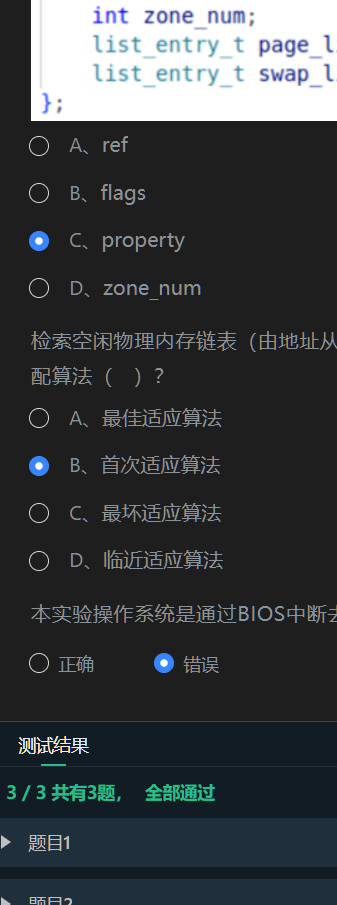 int zone_num;
list_entry_t page_l
list_entry_t swap_l
};
A、ref
B、flags
C、property
D、zone_num
检索空闲物理内存链表（由地址从
配算法（ ）？
A、最佳适应算法
B、首次适应算法
C、最坏适应算法
D、临近适应算法
本实验操作系统是通过BIOS中断去
正确 错误
测试结果
3 / 3 共有3题， 全部通过
题目1
题目2